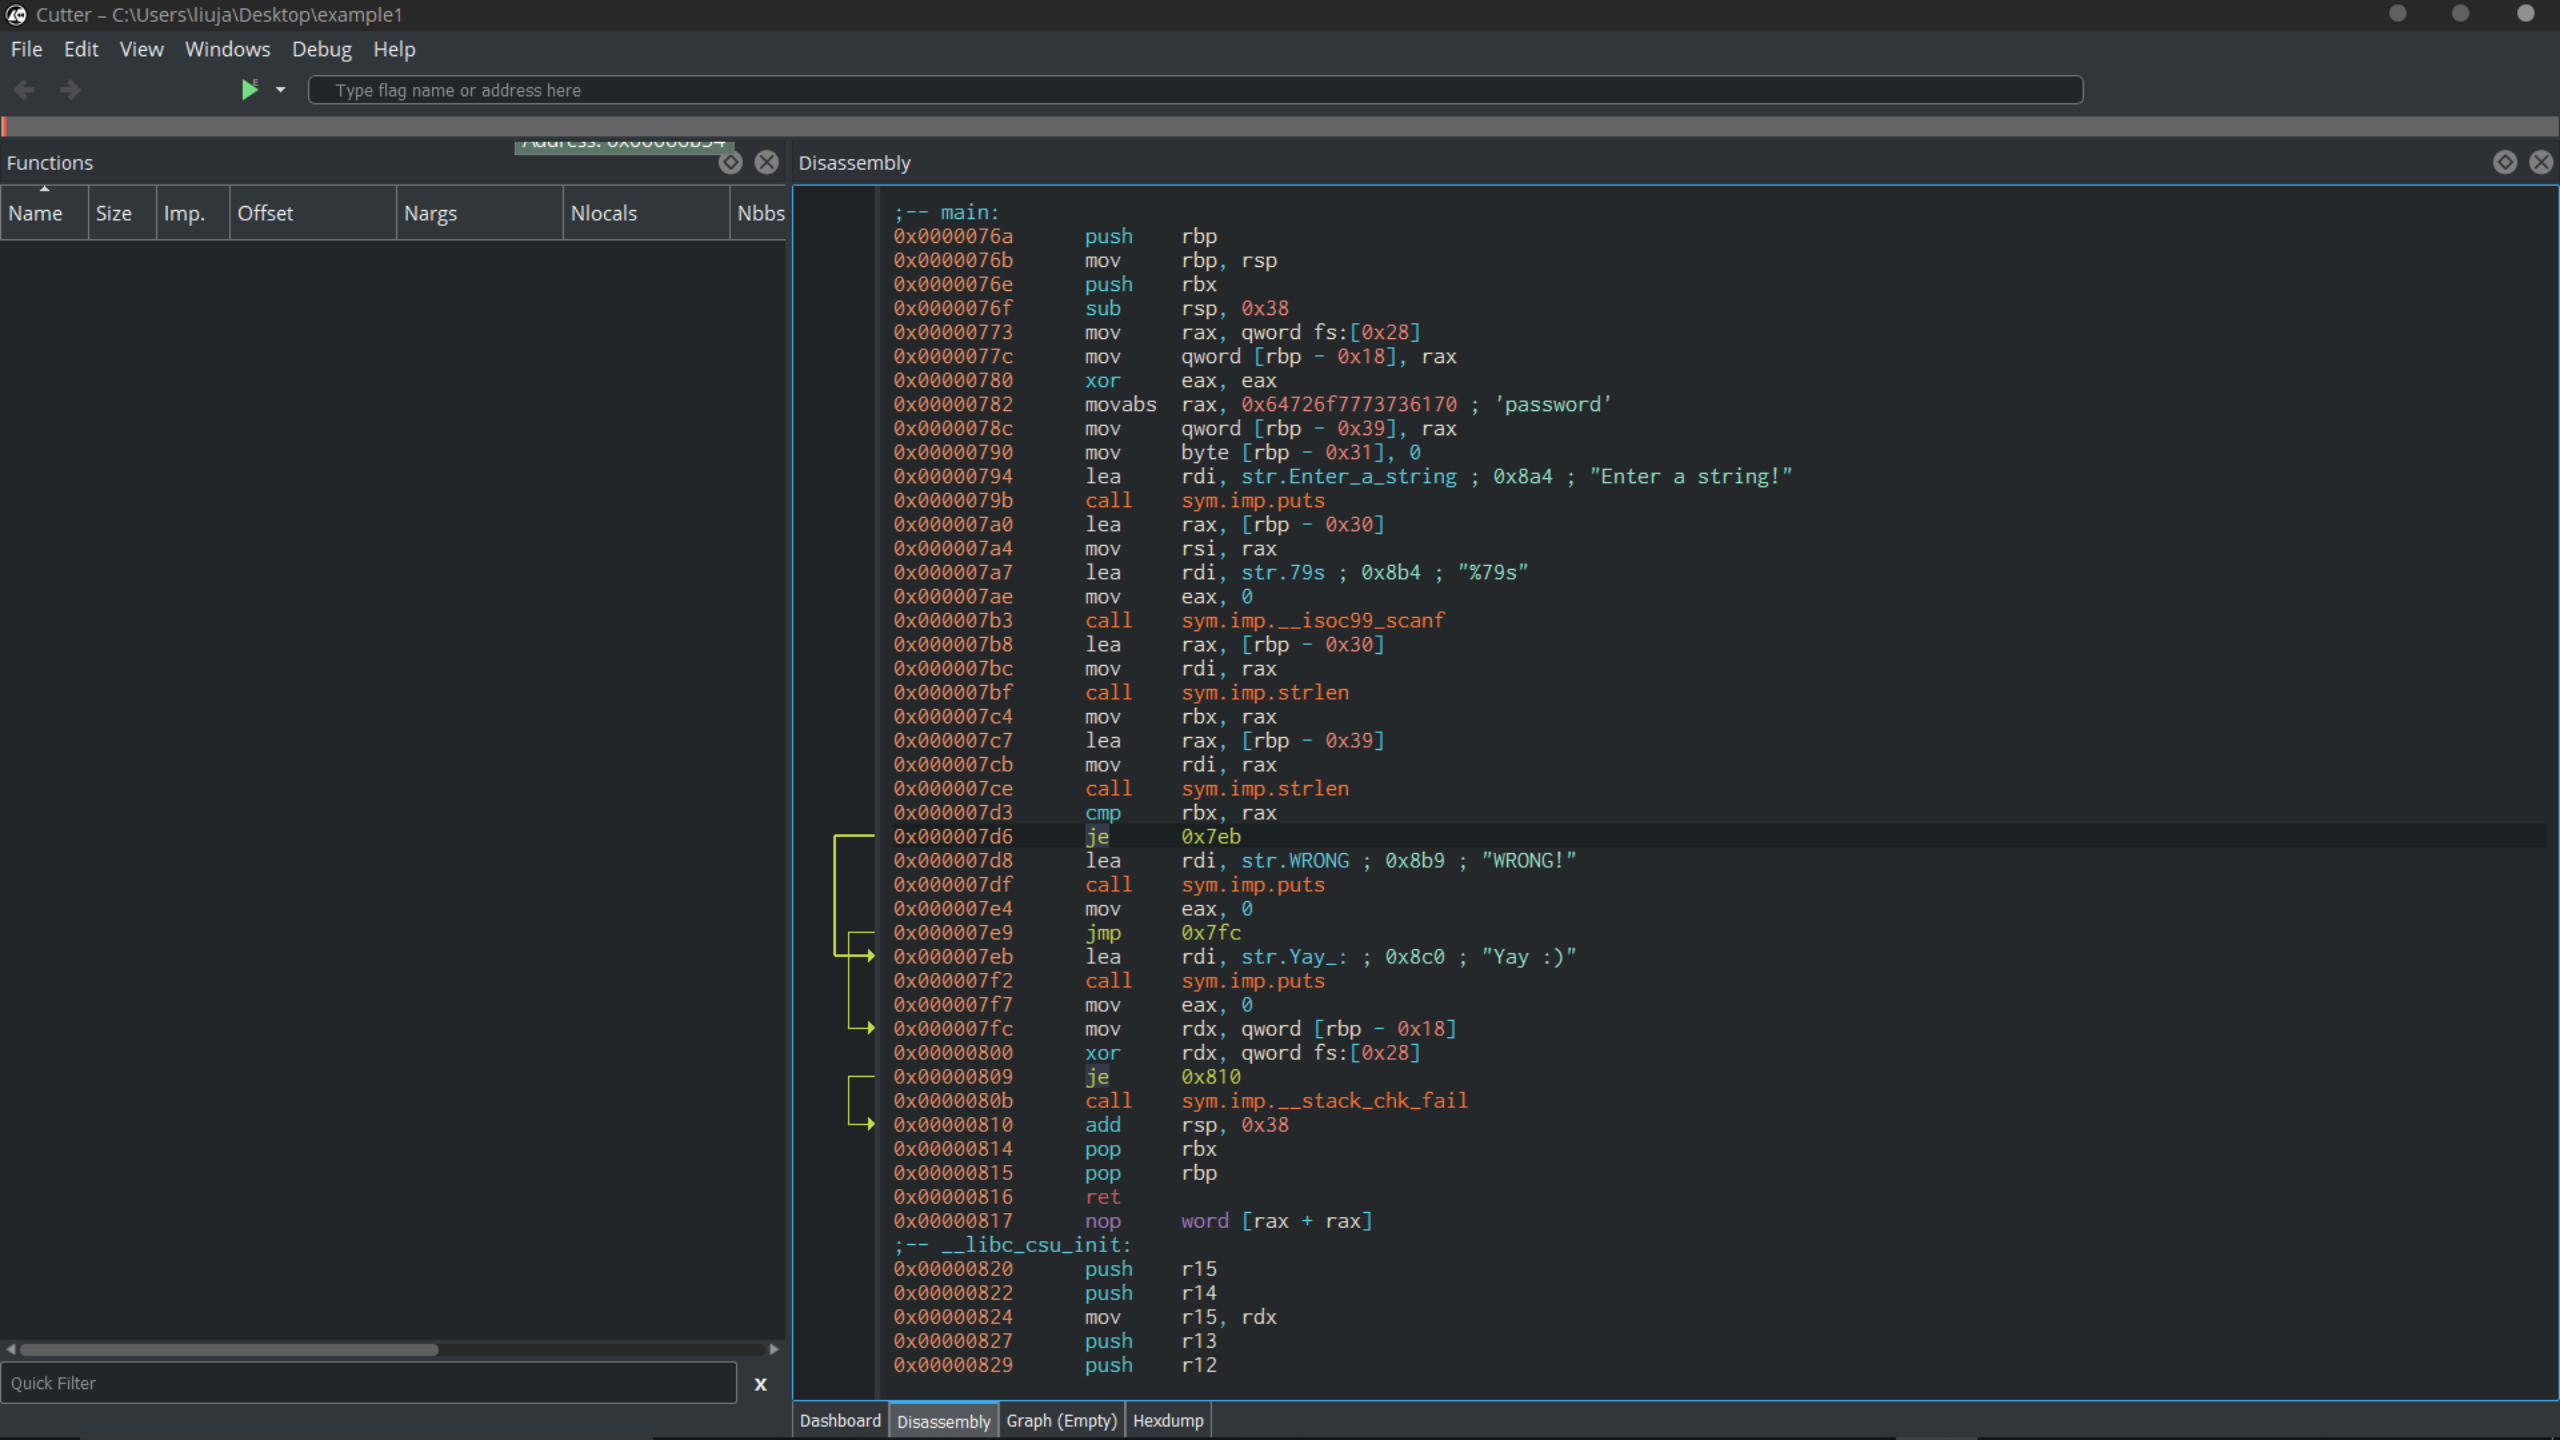 Cutter – C:\Users\liuja\Desktop\example1
File Edit View Windows Debug Help
Type flag name or address here
Address: 0x00000b34
Functions
Name Size Imp. Offset Nargs Nlocals Nbbs
Quick Filter X
Disassembly
;-- main:
0x0000076a push rbp
0x0000076b mov rbp, rsp
0x0000076e push rbx
0x0000076f sub rsp, 0x38
0x00000773 mov rax, qword fs:[0x28]
0x0000077c mov qword [rbp - 0x18], rax
0x00000780 xor eax, eax
0x00000782 movabs rax, 0x64726f7773736170 ; 'password'
0x0000078c mov qword [rbp - 0x39], rax
0x00000790 mov byte [rbp - 0x31], 0
0x00000794 lea rdi, str.Enter_a_string ; 0x8a4 ; "Enter a string!"
0x0000079b call sym.imp.puts
0x000007a0 lea rax, [rbp - 0x30]
0x000007a4 mov rsi, rax
0x000007a7 lea rdi, str.79s ; 0x8b4 ; "%79s"
0x000007ae mov eax, 0
0x000007b3 call sym.imp.__isoc99_scanf
0x000007b8 lea rax, [rbp - 0x30]
0x000007bc mov rdi, rax
0x000007bf call sym.imp.strlen
0x000007c4 mov rbx, rax
0x000007c7 lea rax, [rbp - 0x39]
0x000007cb mov rdi, rax
0x000007ce call sym.imp.strlen
0x000007d3 cmp rbx, rax
0x000007d6 je 0x7eb
0x000007d8 lea rdi, str.WRONG ; 0x8b9 ; "WRONG!"
0x000007df call sym.imp.puts
0x000007e4 mov eax, 0
0x000007e9 jmp 0x7fc
0x000007eb lea rdi, str.Yay_: ; 0x8c0 ; "Yay :)"
0x000007f2 call sym.imp.puts
0x000007f7 mov eax, 0
0x000007fc mov rdx, qword [rbp - 0x18]
0x00000800 xor rdx, qword fs:[0x28]
0x00000809 je 0x810
0x0000080b call sym.imp.__stack_chk_fail
0x00000810 add rsp, 0x38
0x00000814 pop rbx
0x00000815 pop rbp
0x00000816 ret
0x00000817 nop word [rax + rax]
;-- __libc_csu_init:
0x00000820 push r15
0x00000822 push r14
0x00000824 mov r15, rdx
0x00000827 push r13
0x00000829 push r12
Dashboard Disassembly Graph (Empty) Hexdump